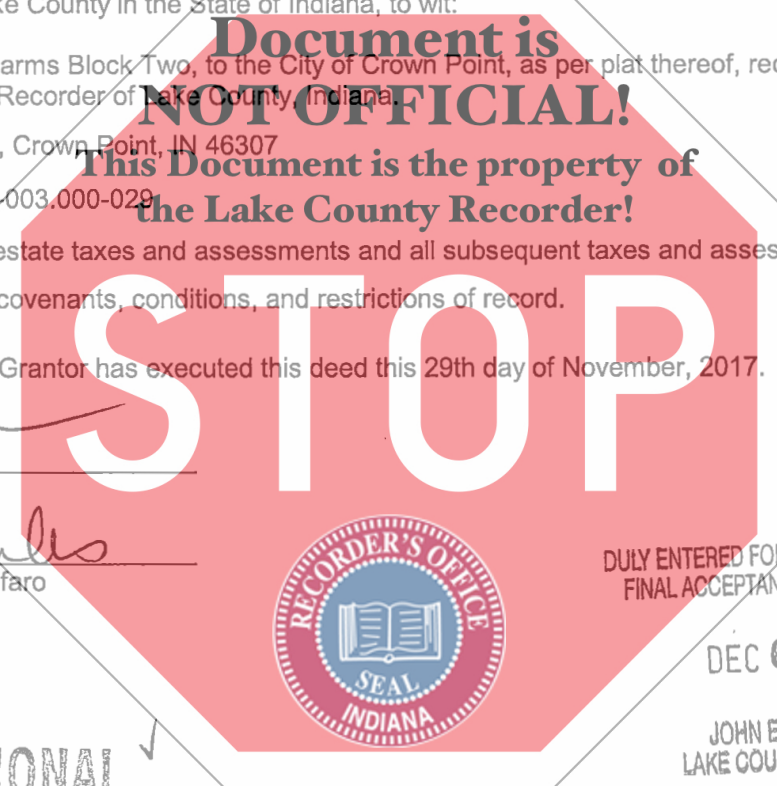 ke County in the State of Indiana, to wit:
Document is
arms Block Two, to the City of Crown Point, as per plat thereof, rec
Recorder of Lake County, Indiana.
NOT OFFICIAL!
, Crown Point, IN 46307
This Document is the property of
-003.000-029
the Lake County Recorder!
estate taxes and assessments and all subsequent taxes and asses
covenants, conditions, and restrictions of record.
STOP
Grantor has executed this deed this 29th day of November, 2017.
faro
RECORDER'S OFFICE
SEAL
INDIANA
DULY ENTERED FO
FINAL ACCEPTAN
DEC
JOHN E
LAKE COU
IONAL